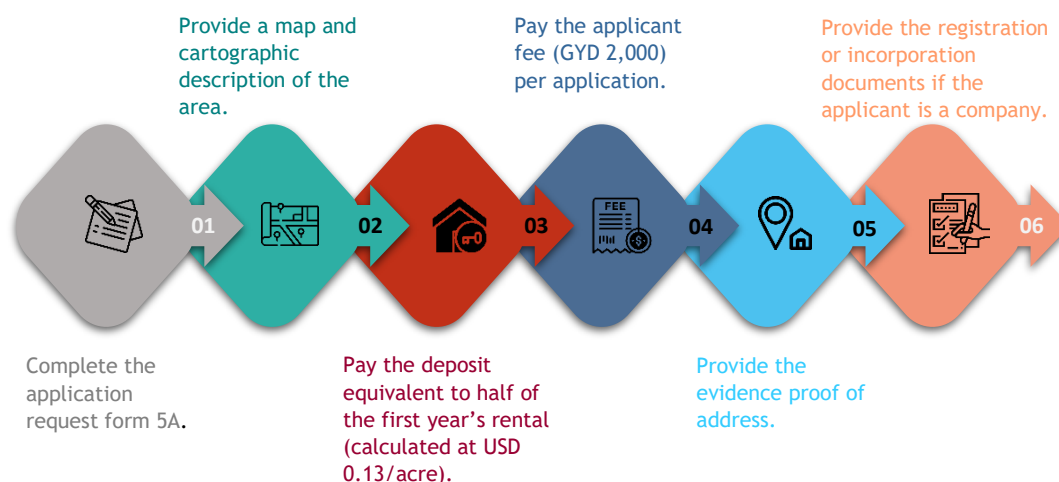 Provide a map and
cartographic
description of the
area.
Pay the applicant
fee (GYD 2,000)
per application.
Provide the registration
or incorporation
documents if the
applicant is a company.
01
02
03
FEE
04
05
06
Complete the
application
request form 5A.
Pay the deposit
equivalent to half of
the first year’s rental
(calculated at USD
0.13/acre).
Provide the
evidence proof of
address.